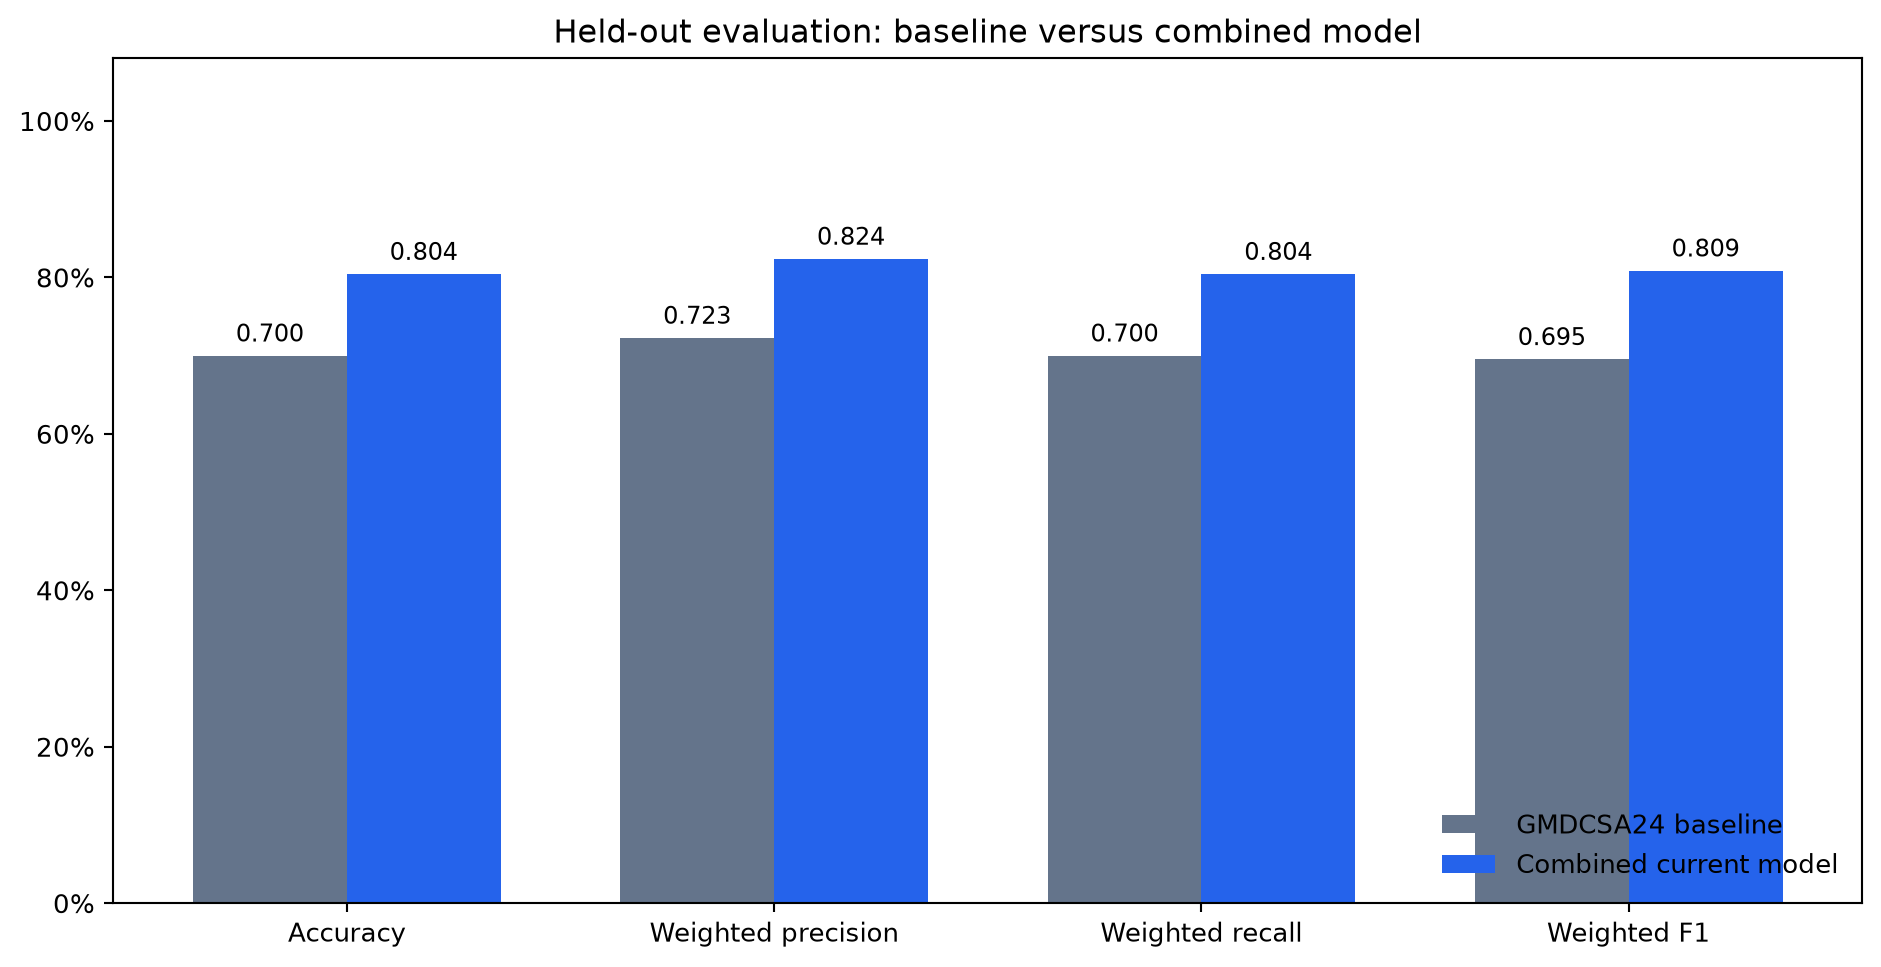 Held-out evaluation: baseline versus combined model
100%
80%
60%
40%
20%
0%
0.700
0.804
0.723
0.824
0.700
0.804
0.695
0.809
GMDCSA24 baseline
Combined current model
Accuracy
Weighted precision
Weighted recall
Weighted F1